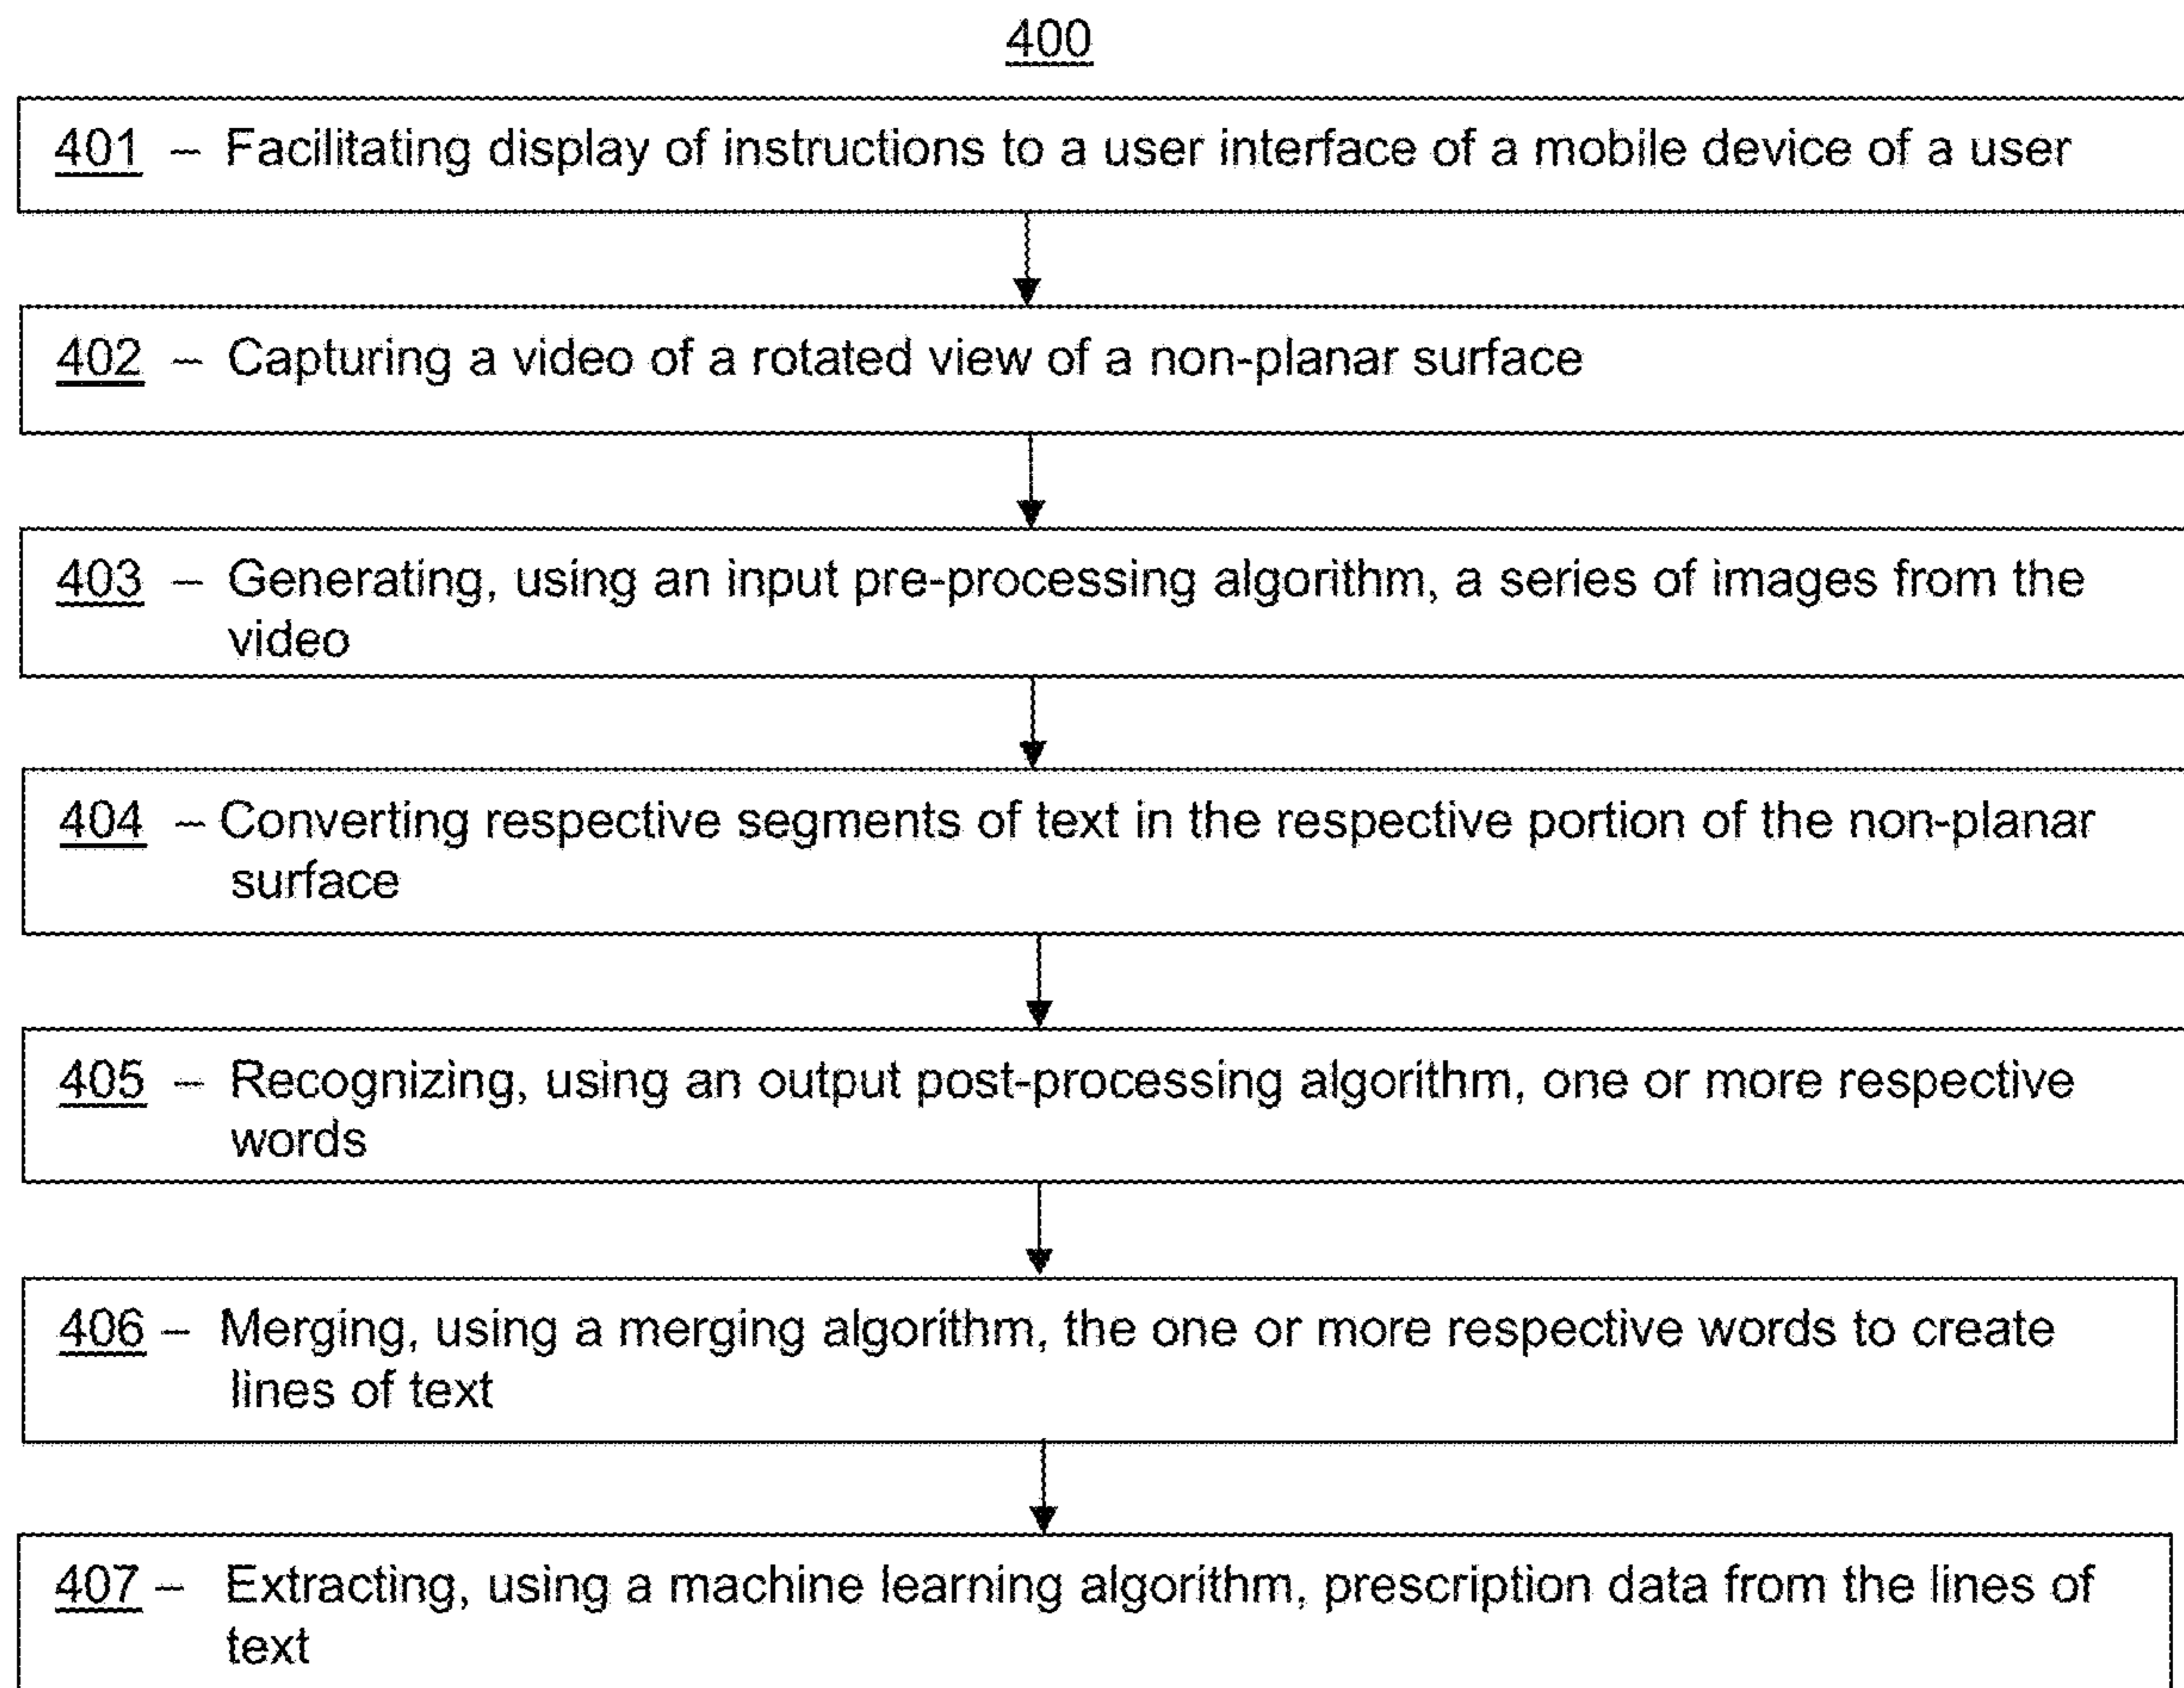 400
401 – Facilitating display of instructions to a user interface of a mobile device of a user
402 – Capturing a video of a rotated view of a non-planar surface
403 – Generating, using an input pre-processing algorithm, a series of images from the
video
404 – Converting respective segments of text in the respective portion of the non-planar
surface
405 – Recognizing, using an output post-processing algorithm, one or more respective
words
406 – Merging, using a merging algorithm, the one or more respective words to create
lines of text
407 – Extracting, using a machine learning algorithm, prescription data from the lines of
text